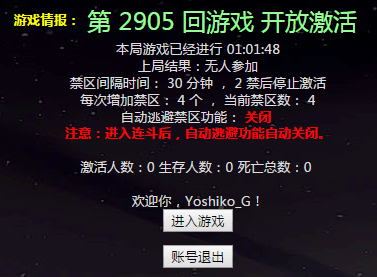 游戏情报： 第 2905 回游戏 开放激活
本局游戏已经进行 01:01:48
上局结果：无人参加
禁区间隔时间： 30 分钟 ， 2 禁后停止激活
每次增加禁区： 4 个 ， 当前禁区数： 4
自动逃避禁区功能： 关闭
注意：进入连斗后，自动逃避功能自动关闭。
激活人数：0 生存人数：0 死亡总数：0
欢迎你，Yoshiko_G！
进入游戏
账号退出